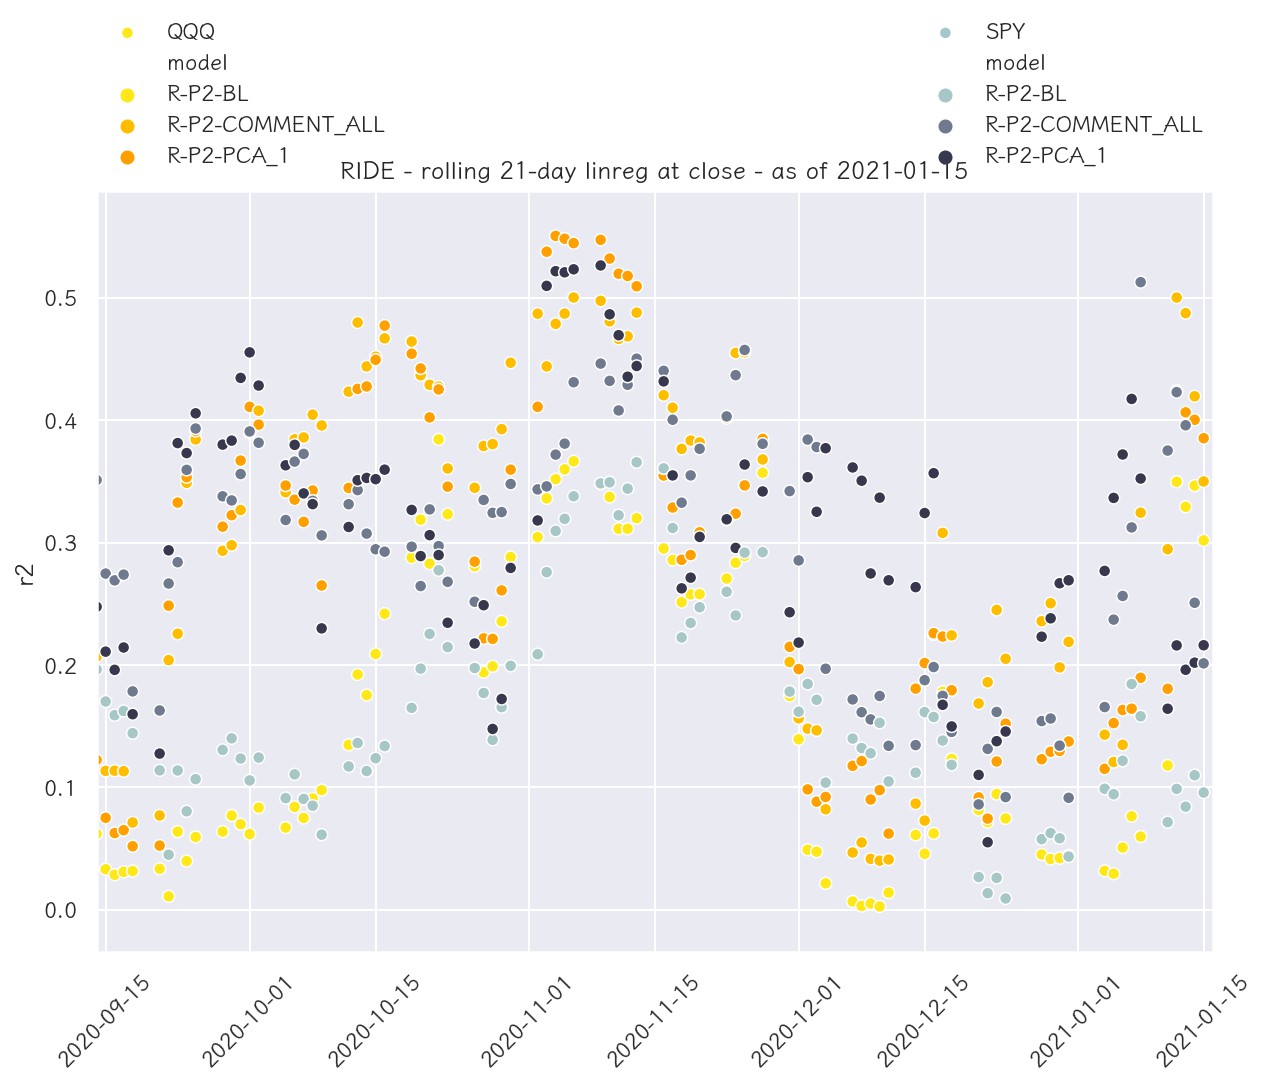 QQQ
model
R-P2-BL
R-P2-COMMENT_ALL
R-P2-PCA_1
SPY
model
R-P2-BL
R-P2-COMMENT_ALL
R-P2-PCA_1
RIDE - rolling 21-day linreg at close - as of 2021-01-15
r2
0.5
0.4
0.3
0.2
0.1
0.0
2020-09-15
2020-10-01
2020-10-15
2020-11-01
2020-11-15
2020-12-01
2020-12-15
2021-01-01
2021-01-15